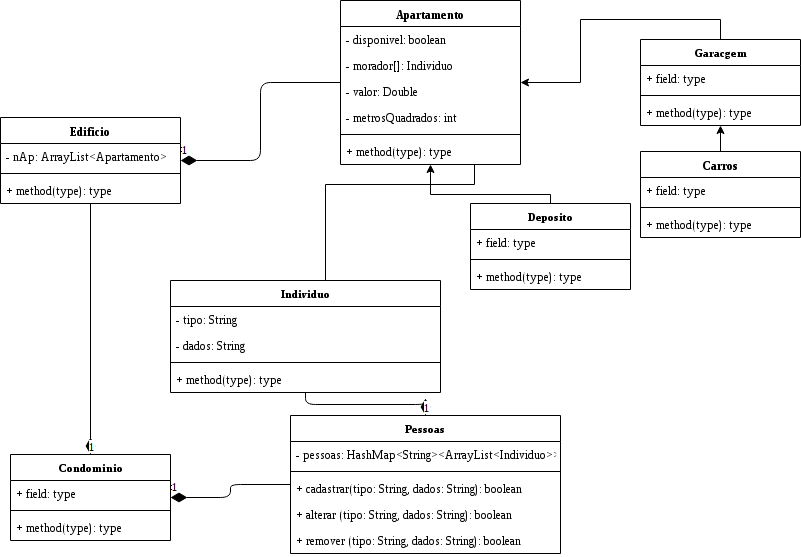 Apartamento
- disponivel: boolean
- morador[]: Individuo
- valor: Double
- metrosQuadrados: int
+ method(type): type
Garacgem
+ field: type
+ method(type): type
Carros
+ field: type
+ method(type): type
Edificio
- nAp: ArrayList<Apartamento>
+ method(type): type
1
Deposito
+ field: type
+ method(type): type
Individuo
- tipo: String
- dados: String
+ method(type): type
1
Pessoas
- pessoas: HashMap<String><ArrayList<Individuo>>
+ cadastrar(tipo: String, dados: String): boolean
+ alterar (tipo: String, dados: String): boolean
+ remover (tipo: String, dados: String): boolean
1
Condominio
+ field: type
+ method(type): type
1